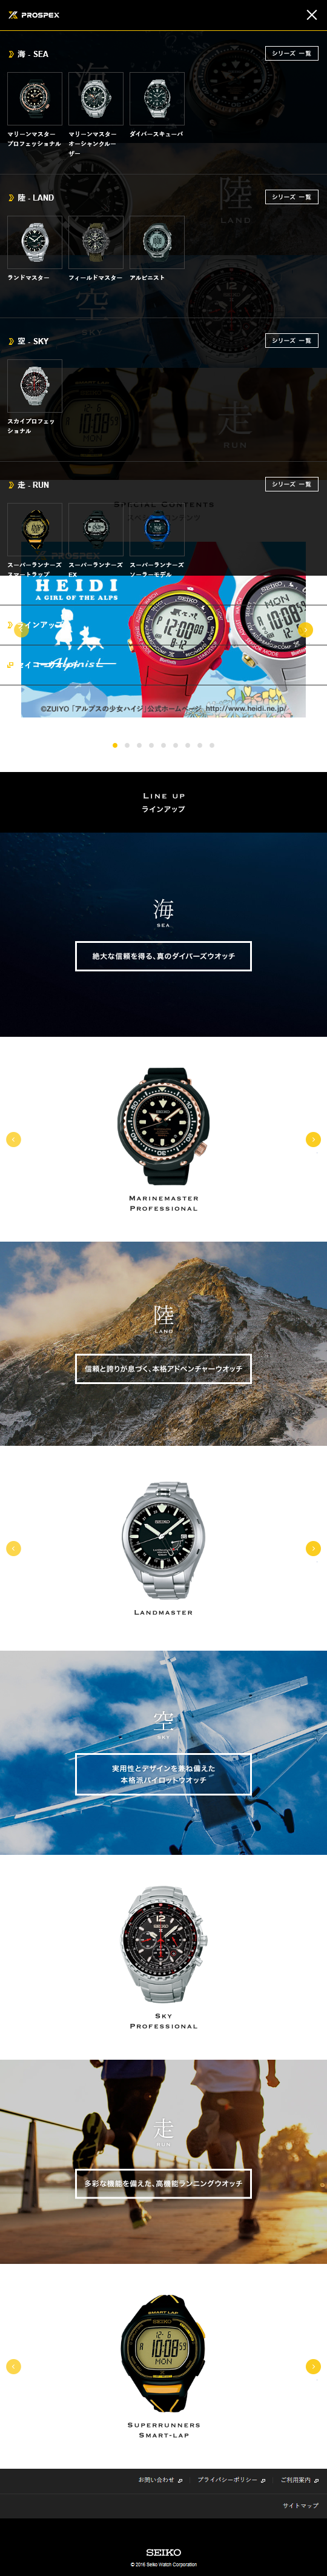 PROSPEX
海 - SEA
シリーズ 一覧
マリーンマスター
プロフェッショナル
マリーンマスター
オーシャンクルー
ザー
ダイバースキューバ
陸 - LAND
シリーズ 一覧
陸
LAND
ランドマスター
フィールドマスター
アルピニスト
空 - SKY
シリーズ 一覧
空
SKY
スカイプロフェッ
ショナル
走
RUN
走 - RUN
シリーズ 一覧
SPECIAL CONTENTS
スーパーランナーズ
スマートラップ
スーパーランナーズ
EX
スーパーランナーズ
ソーラーモデル
HEIDI
A GIRL OF THE ALPS
ラインアップ
Alpinist
©ZUIYO 「アルプスの少女ハイジ」公式ホームページ http://www.heidi.ne.jp/
LINE UP
ラインアップ
海
SEA
絶大な信頼を得る、真のダイバーズウオッチ
MARINEMASTER
PROFESSIONAL
陸
LAND
信頼と誇りが息づく、本格アドベンチャーウオッチ
LANDMASTER
空
SKY
実用性とデザインを兼ね備えた
本格派パイロットウオッチ
SKY
PROFESSIONAL
走
RUN
多彩な機能を備えた、高機能ランニングウオッチ
SUPERRUNNERS
SMART-LAP
お問い合わせ
プライバシーポリシー
ご利用案内
サイトマップ
SEIKO
© 2016 Seiko Watch Corporation